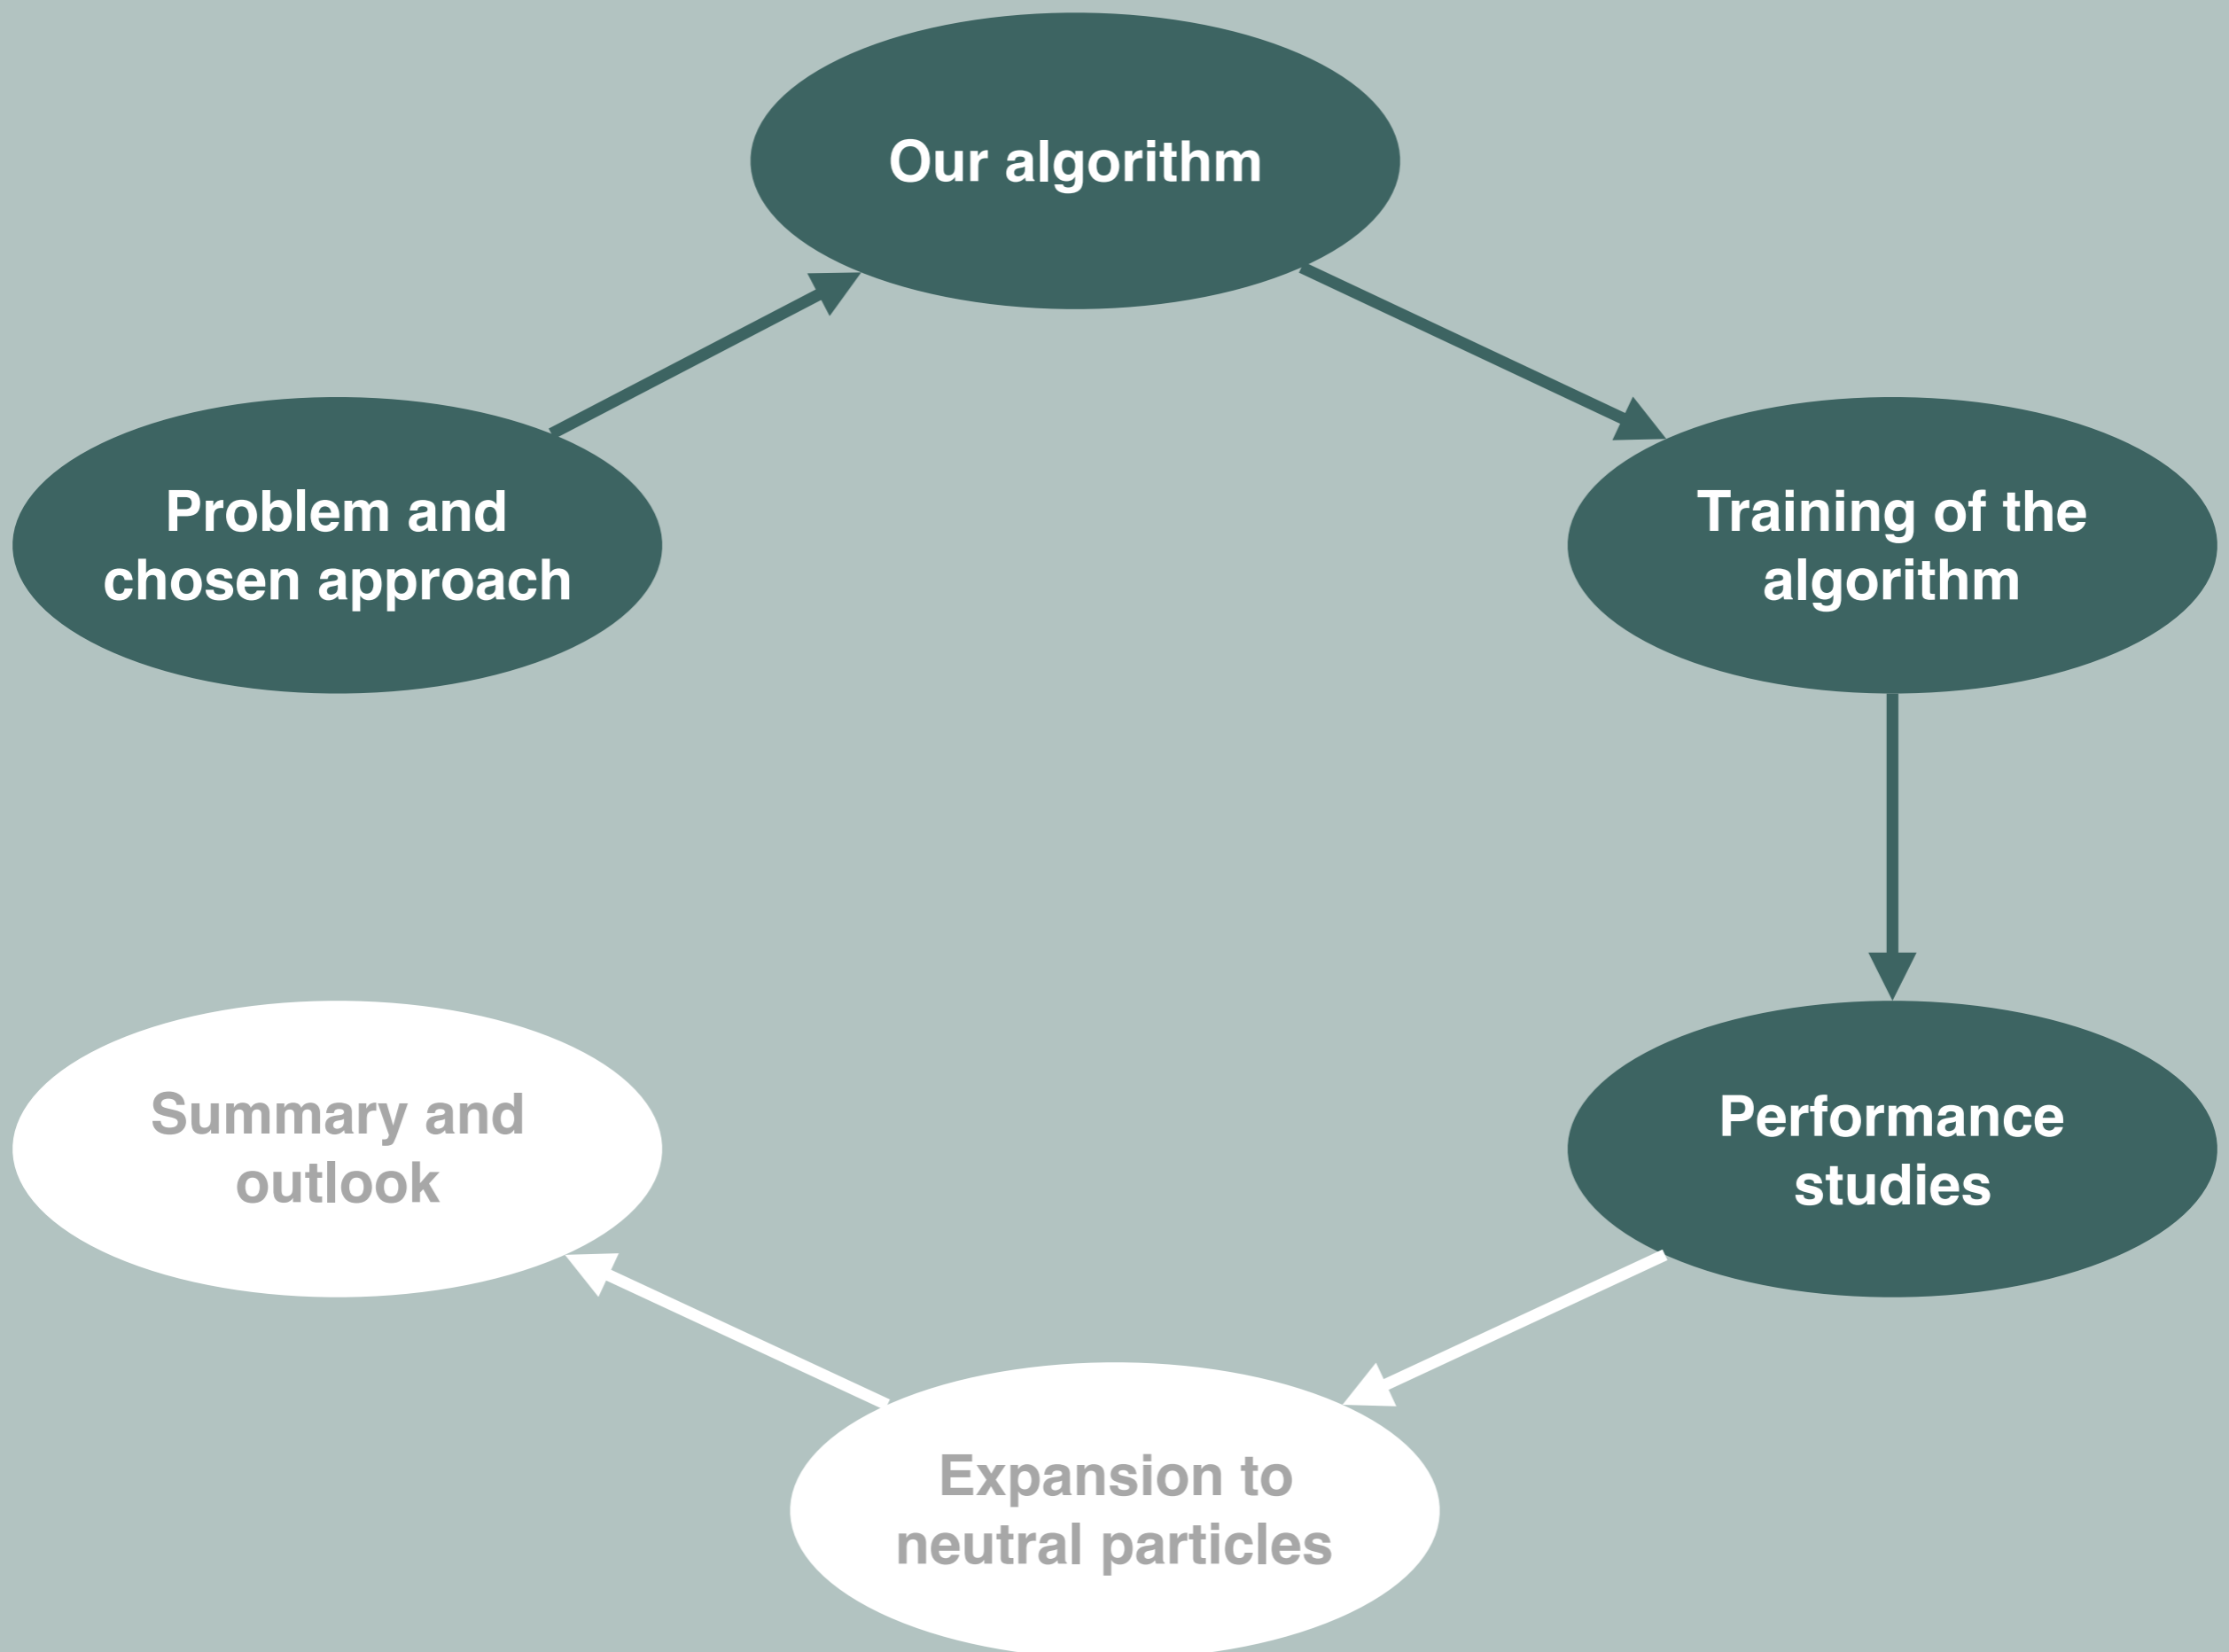 Our algorithm
Problem and
chosen approach
Training of the
algorithm
Summary and
outlook
Performance
studies
Expansion to
neutral particles